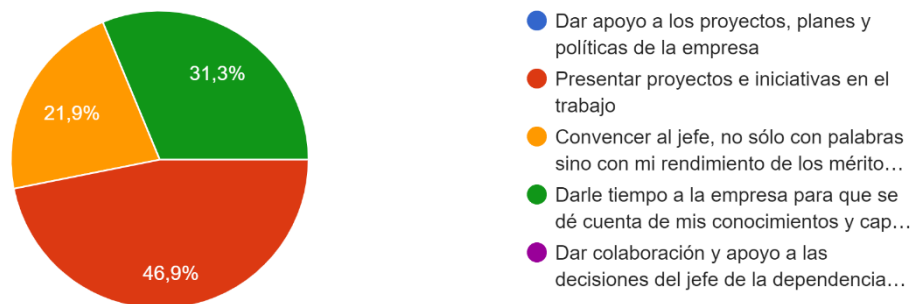 31,3%
21,9%
46,9%
Dar apoyo a los proyectos, planes y
políticas de la empresa
Presentar proyectos e iniciativas en el
trabajo
Convencer al jefe, no sólo con palabras
sino con mi rendimiento de los mérito…
Darle tiempo a la empresa para que se
dé cuenta de mis conocimientos y cap…
Dar colaboración y apoyo a las
decisiones del jefe de la dependencia…